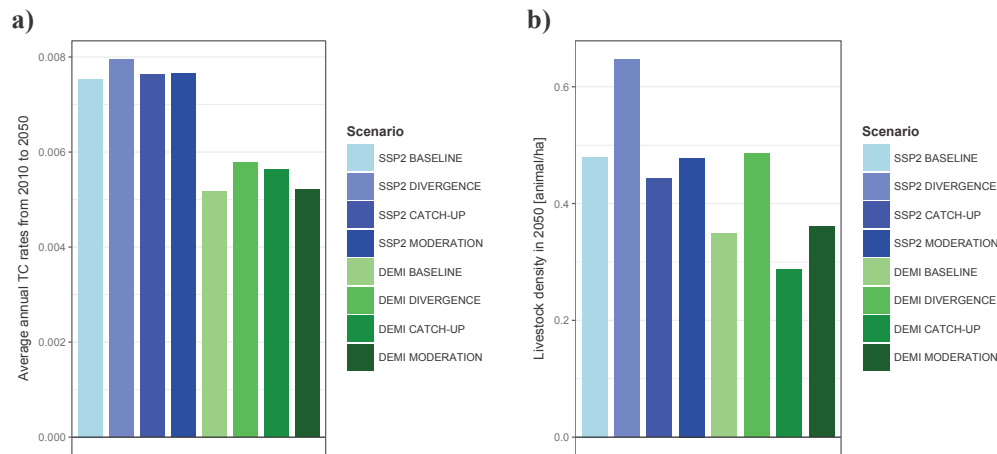 a)
Average annual TC rates from 2010 to 2050
0.008
0.006
0.004
0.002
0.000
Scenario
SSP2 BASELINE
SSP2 DIVERGENCE
SSP2 CATCH-UP
SSP2 MODERATION
DEMI BASELINE
DEMI DIVERGENCE
DEMI CATCH-UP
DEMI MODERATION
b)
Livestock density in 2050 [animal/ha]
0.6
0.4
0.2
0.0
Scenario
SSP2 BASELINE
SSP2 DIVERGENCE
SSP2 CATCH-UP
SSP2 MODERATION
DEMI BASELINE
DEMI DIVERGENCE
DEMI CATCH-UP
DEMI MODERATION